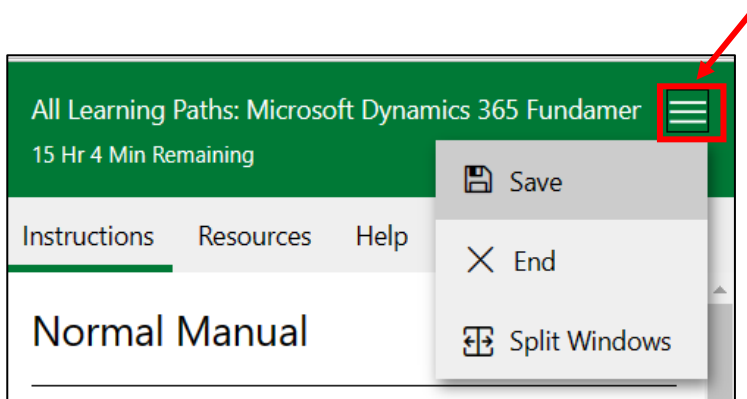 All Learning Paths: Microsoft Dynamics 365 Fundamer
15 Hr 4 Min Remaining
Save
Instructions Resources Help
End
Normal Manual
Split Windows